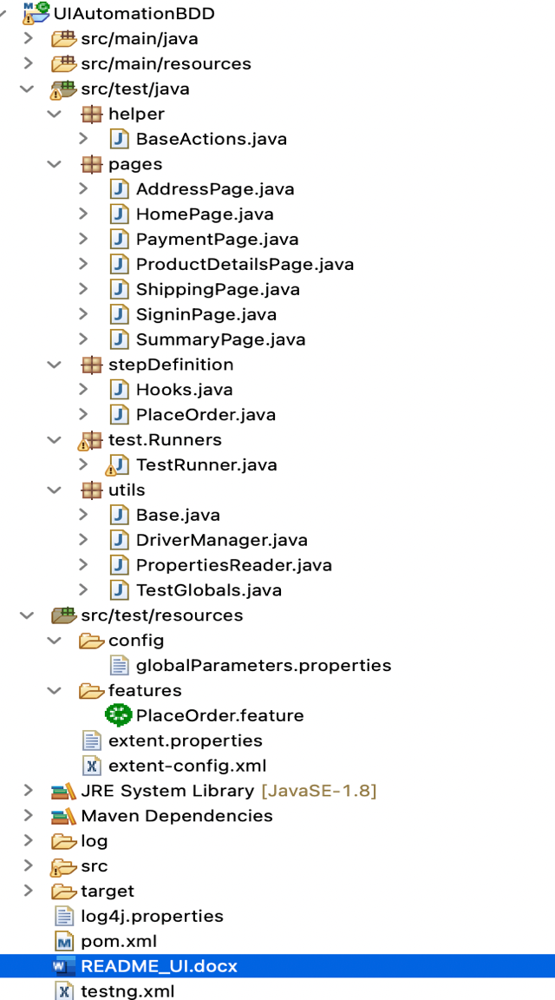 UIAutomationBDD
src/main/java
src/main/resources
src/test/java
helper
BaseActions.java
pages
AddressPage.java
HomePage.java
PaymentPage.java
ProductDetailsPage.java
ShippingPage.java
SigninPage.java
SummaryPage.java
stepDefinition
Hooks.java
PlaceOrder.java
test.Runners
TestRunner.java
utils
Base.java
DriverManager.java
PropertiesReader.java
TestGlobals.java
src/test/resources
config
globalParameters.properties
features
PlaceOrder.feature
extent.properties
extent-config.xml
JRE System Library [JavaSE-1.8]
Maven Dependencies
log
src
target
log4j.properties
pom.xml
README_UI.docx
testng.xml